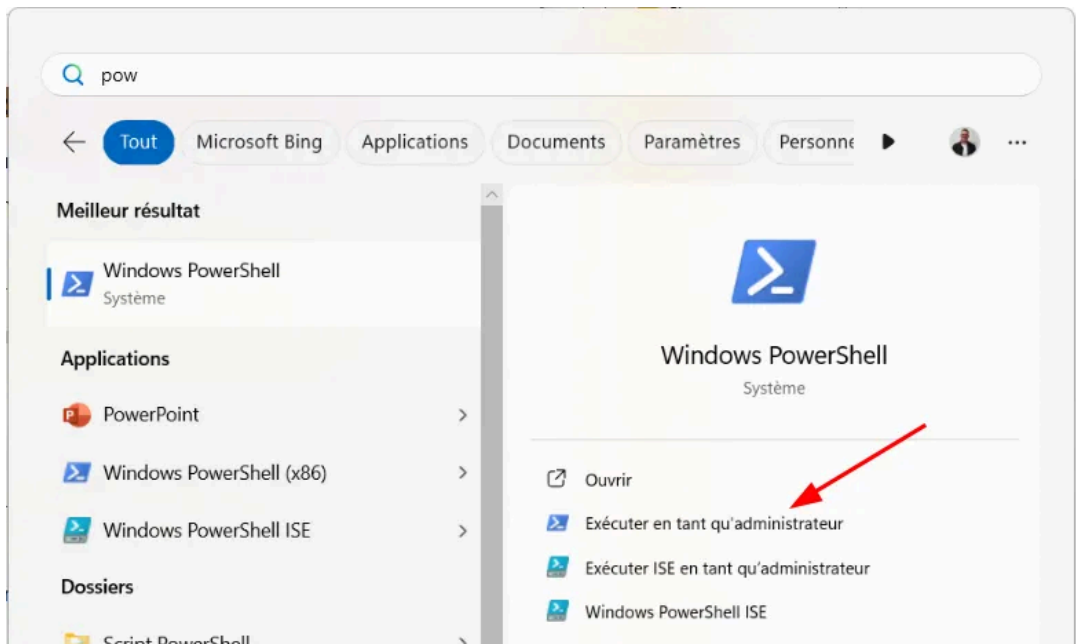 pow
Tout Microsoft Bing Applications Documents Paramètres Personne
Meilleur résultat
Windows PowerShell
Système
Applications
PowerPoint
Windows PowerShell (x86)
Windows PowerShell ISE
Dossiers
Script PowerShell
Windows PowerShell
Système
Ouvrir
Exécuter en tant qu'administrateur
Exécuter ISE en tant qu'administrateur
Windows PowerShell ISE